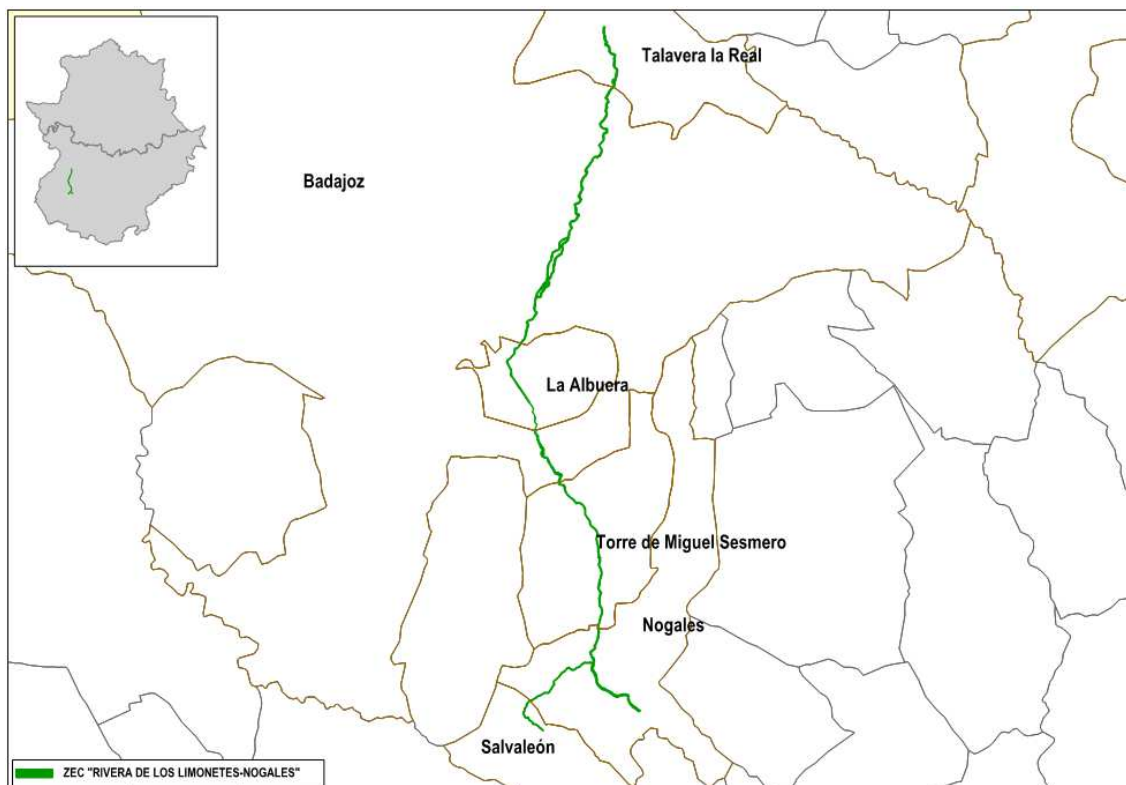 Talavera la Real
Badajoz
La Albuera
Torre de Miguel Sesmero
Nogales
Salvaleón
ZEC "RIVERA DE LOS LIMONETES-NOGALES"